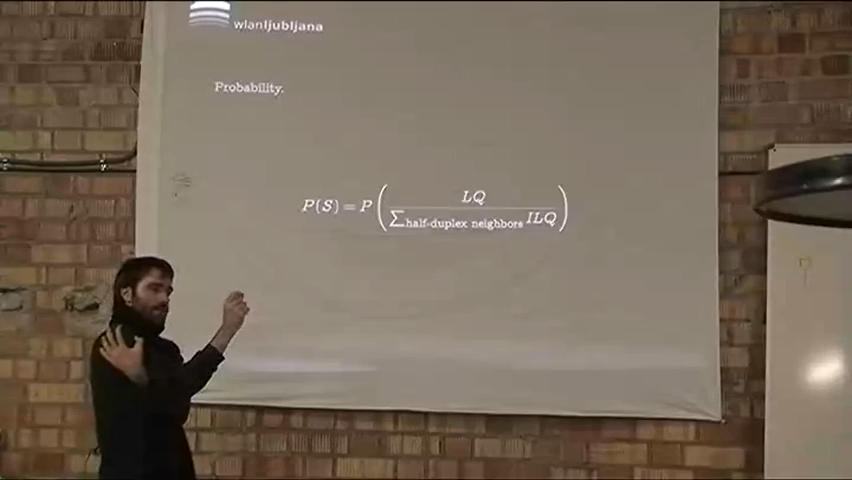 wlanljubljana
Probability.
P(S) = P ( LQ / ∑half-duplex neighbors ILQ )